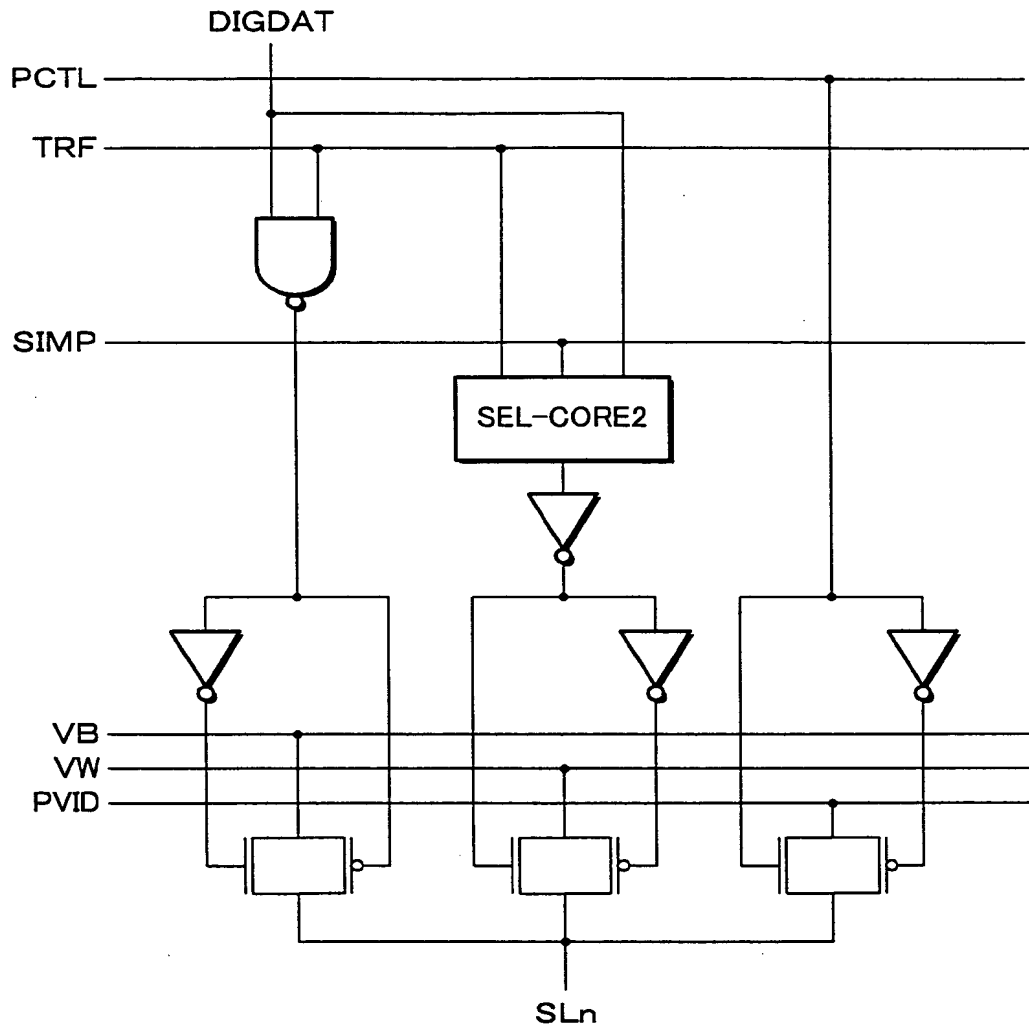 DIGDAT
PCTL
TRF
SIMP
SEL-CORE2
VB
VW
PVID
SLn